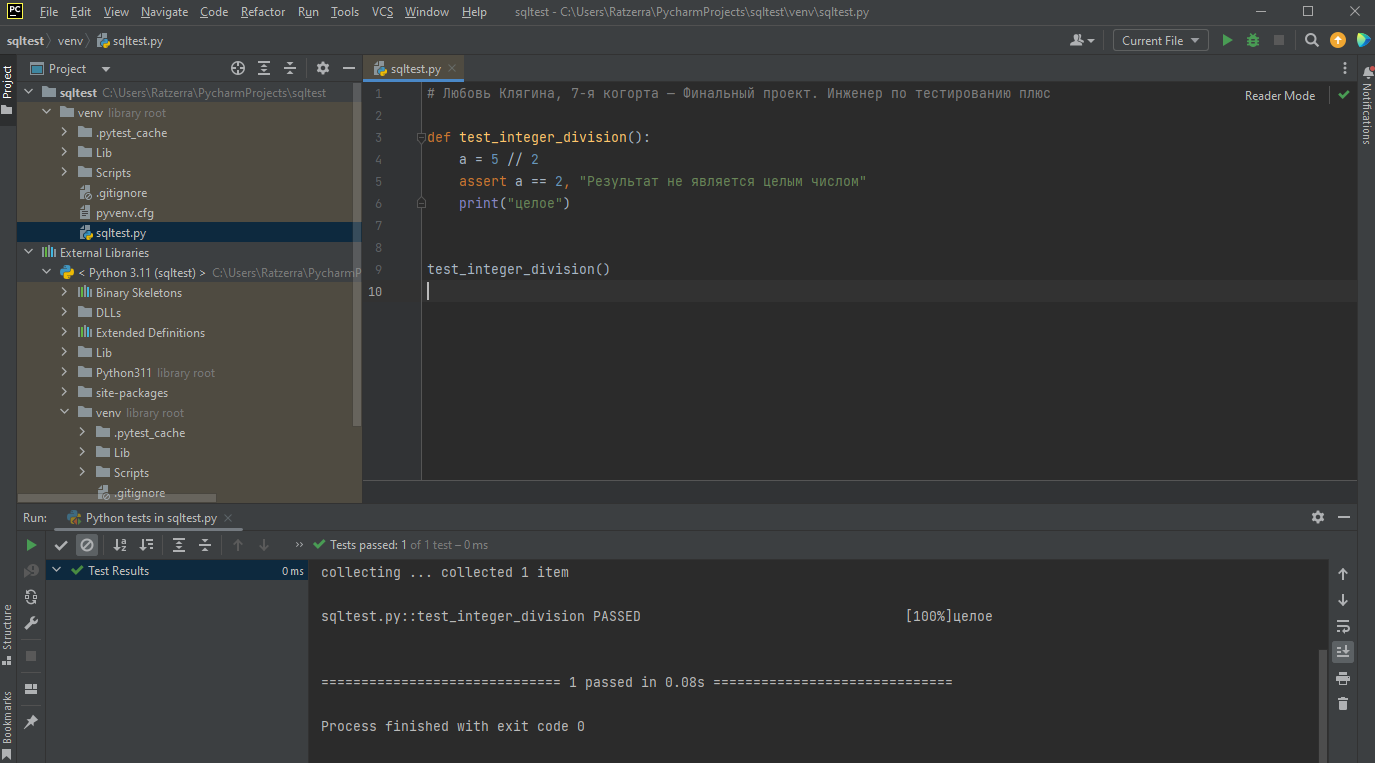 PC File Edit View Navigate Code Refactor Run Tools VCS Window Help sqltest - C:\Users\Ratzerra\PycharmProjects\sqltest\venv\sqltest.py
sqltest venv sqltest.py Current File
Project
Project
sqltest C:\Users\Ratzerra\PycharmProjects\sqltest
venv library root
.pytest_cache
Lib
Scripts
.gitignore
pyvenv.cfg
sqltest.py
External Libraries
< Python 3.11 (sqltest) > C:\Users\Ratzerra\PycharmP
Binary Skeletons
DLLs
Extended Definitions
Lib
Python311 library root
site-packages
venv library root
.pytest_cache
Lib
Scripts
.gitignore
sqltest.py
Reader Mode
Notifications
1 # Любовь Клягина, 7-я когорта — Финальный проект. Инженер по тестированию плюс
2
3 def test_integer_division():
4 a = 5 // 2
5 assert a == 2, "Результат не является целым числом"
6 print("целое")
7
8
9 test_integer_division()
10
Run: Python tests in sqltest.py
» Tests passed: 1 of 1 test – 0 ms
Test Results 0 ms
collecting ... collected 1 item
sqltest.py::test_integer_division PASSED [100%]целое
============================== 1 passed in 0.08s ==============================
Process finished with exit code 0
Structure
Bookmarks